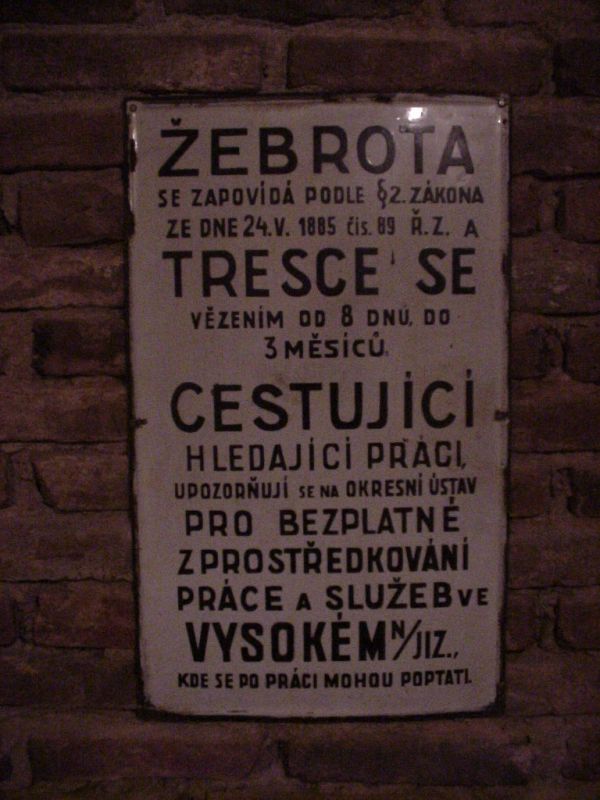 ŽEBROTA
SE ZAPOVÍDÁ PODLE §2. ZÁKONA
ZE DNE 24.V. 1885 čís. 89 Ř.Z. A
TRESCE SE
VĚZENÍM OD 8 DNŮ, DO
3 MĚSÍCŮ.
CESTUJÍCÍ
HLEDAJÍCÍ PRÁCI,
UPOZORŇUJÍ SE NA OKRESNÍ ÚSTAV
PRO BEZPLATNÉ
ZPROSTŘEDKOVÁNÍ
PRÁCE A SLUŽEB VE
VYSOKÉM N/JIZ.,
KDE SE PO PRÁCI MOHOU POPTATI.